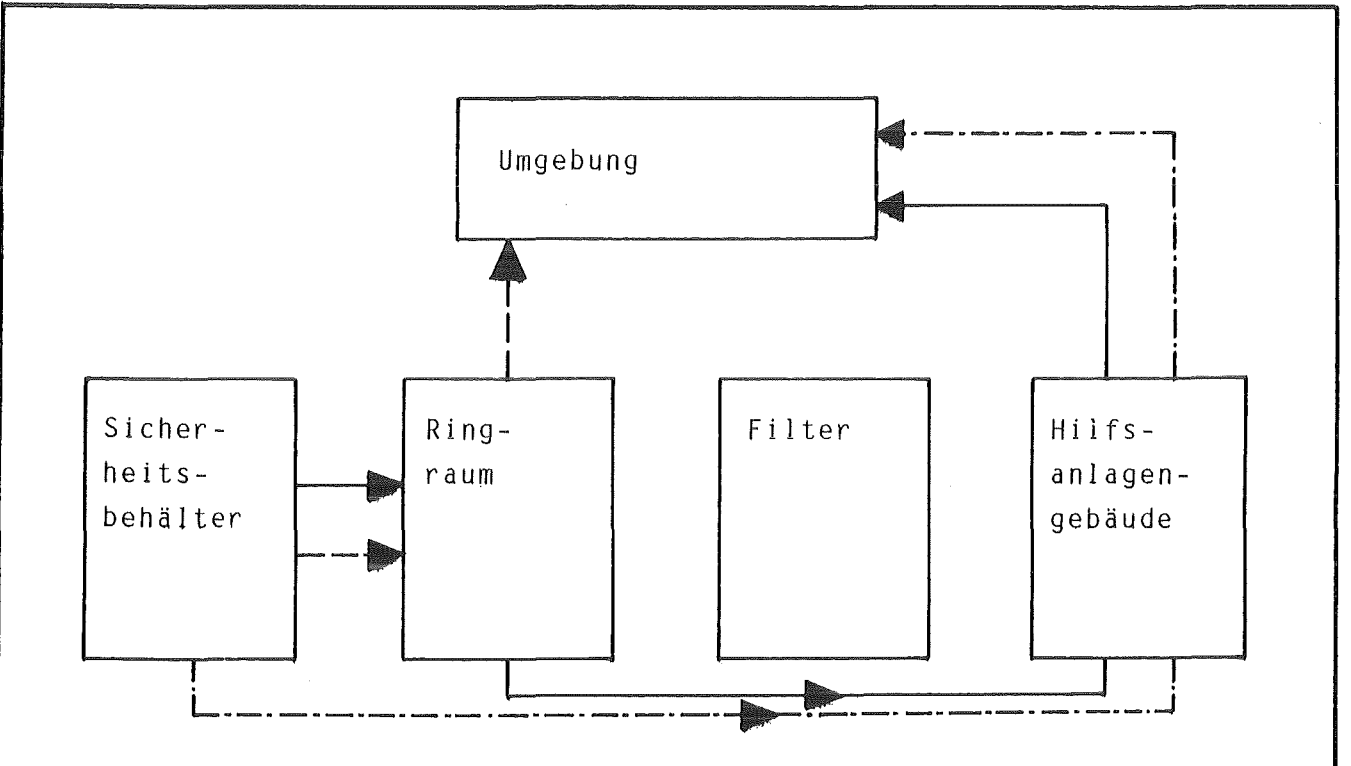 Umgebung
Sicher-
heits-
behälter
Ring-
raum
Filter
Hilfs-
anlagen-
gebäude